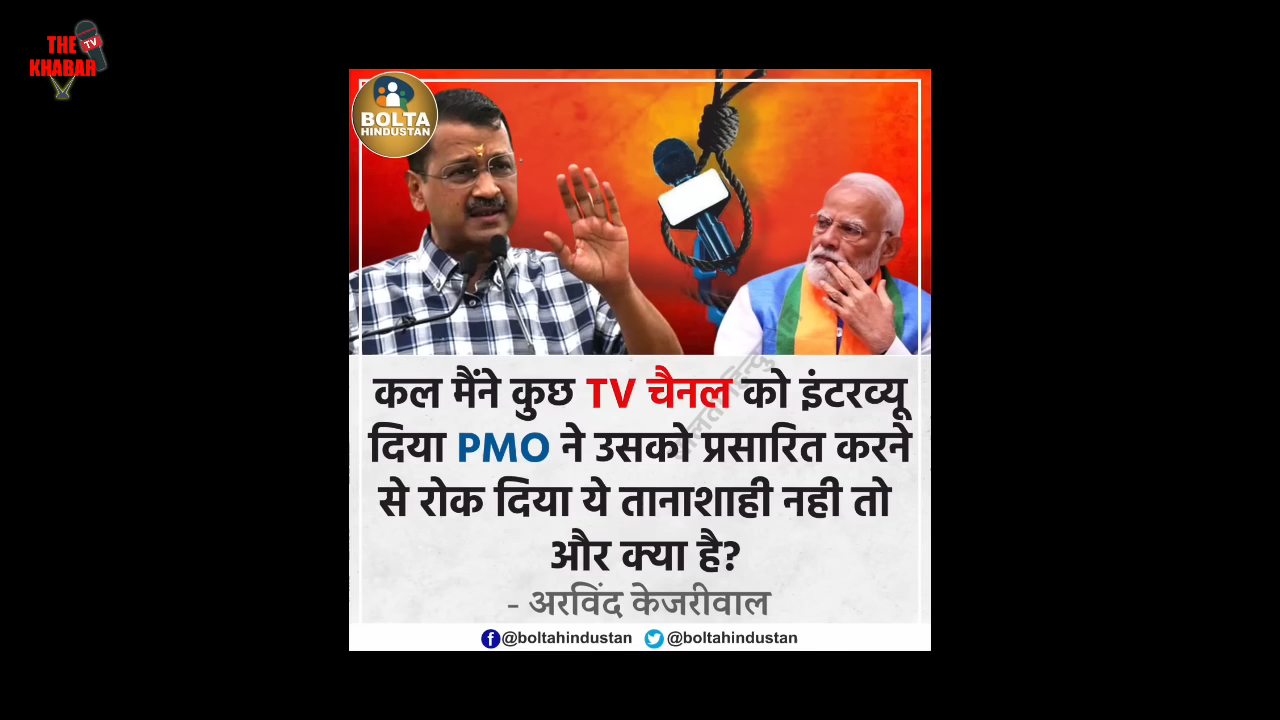 THE
TV
KHABAR
BOLTA
HINDUSTAN
कल मैंने कुछ TV चैनल को इंटरव्यू
दिया PMO ने उसको प्रसारित करने
से रोक दिया ये तानाशाही नही तो
और क्या है?
- अरविंद केजरीवाल
@boltahindustan @boltahindustan